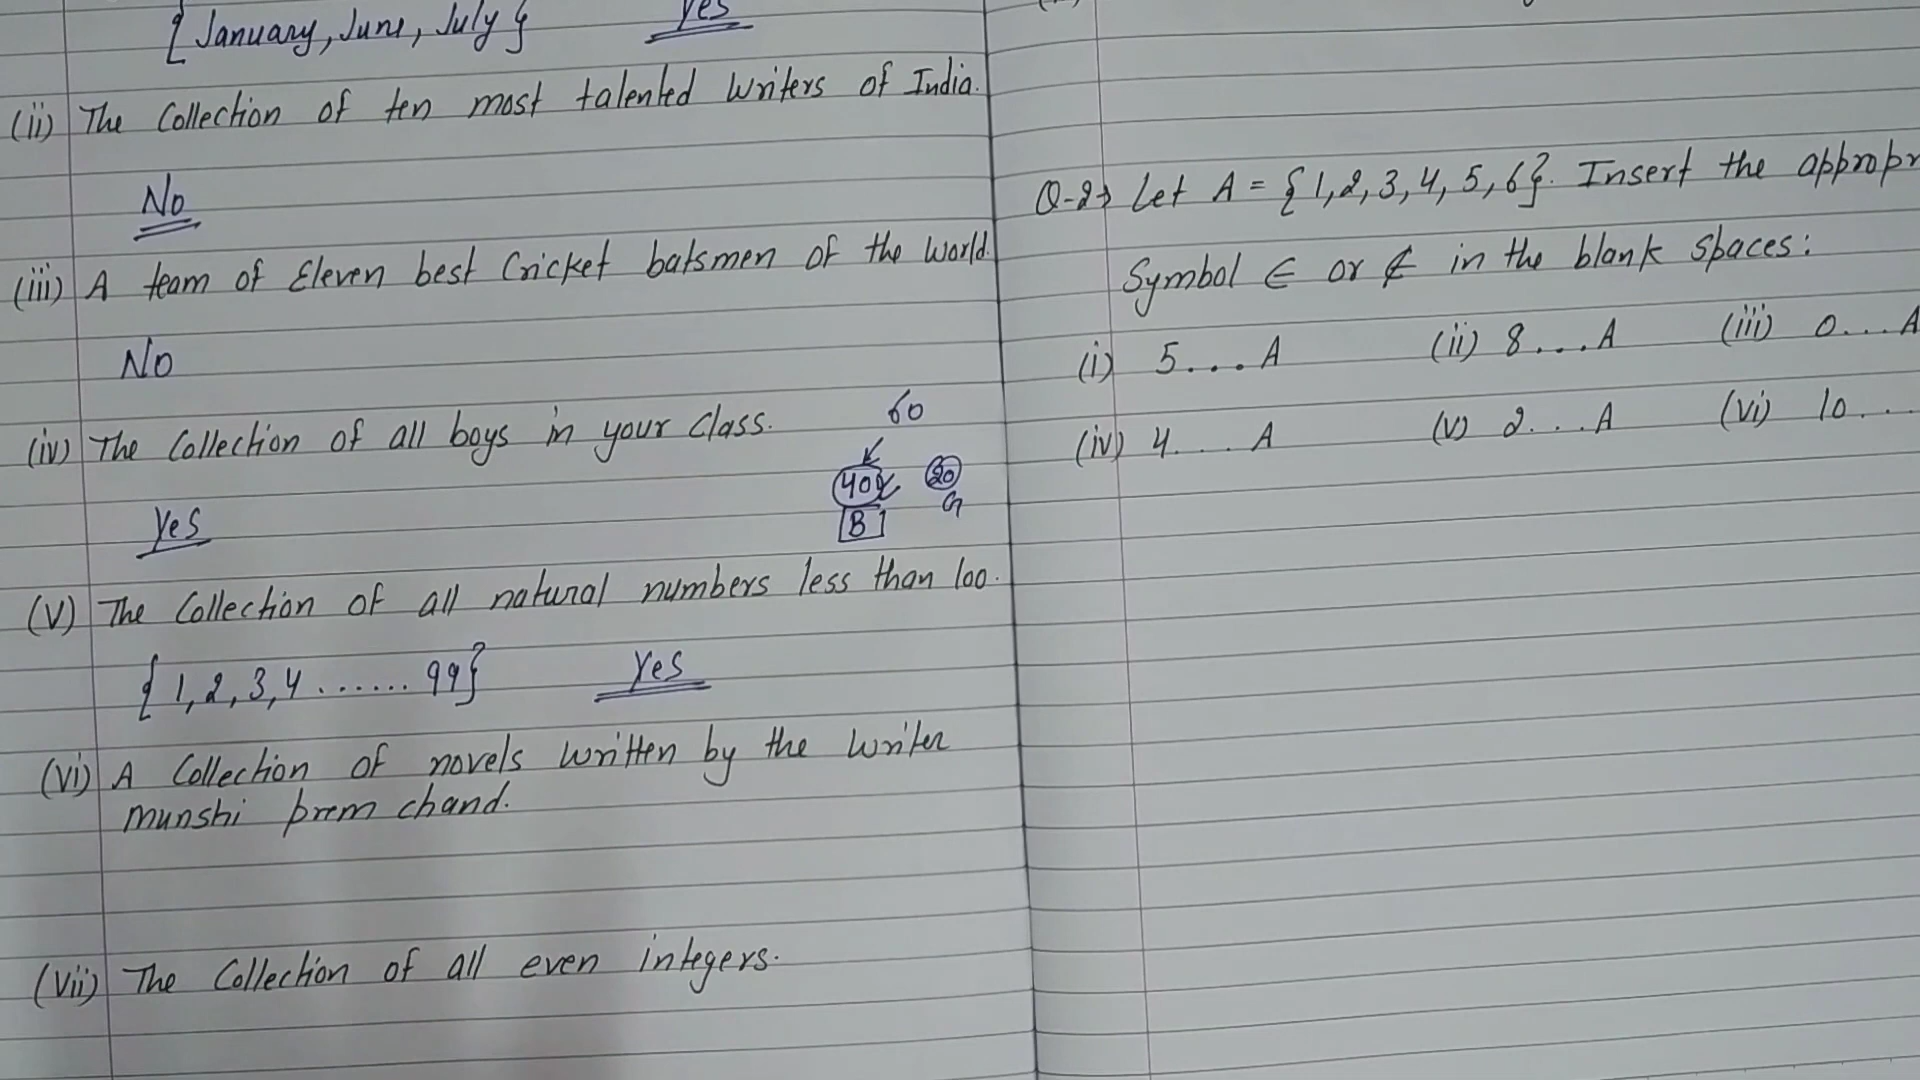 {January, June, July} Yes
(ii) The Collection of ten most talented writers of India.
No
(iii) A team of Eleven best Cricket batsmen of the World.
No
(iv) The Collection of all boys in your Class.
60
40 20
B G
Yes
(v) The Collection of all natural numbers less than 100.
{1,2,3,4......99} Yes
(vi) A Collection of novels written by the writer
munshi prem chand.
(vii) The Collection of all even integers.
Q-2→ Let A = {1,2,3,4,5,6}. Insert the appropr
Symbol ∈ or ∉ in the blank spaces:
(i) 5...A (ii) 8...A (iii) 0...A
(iv) 4....A (v) 2...A (vi) 10...